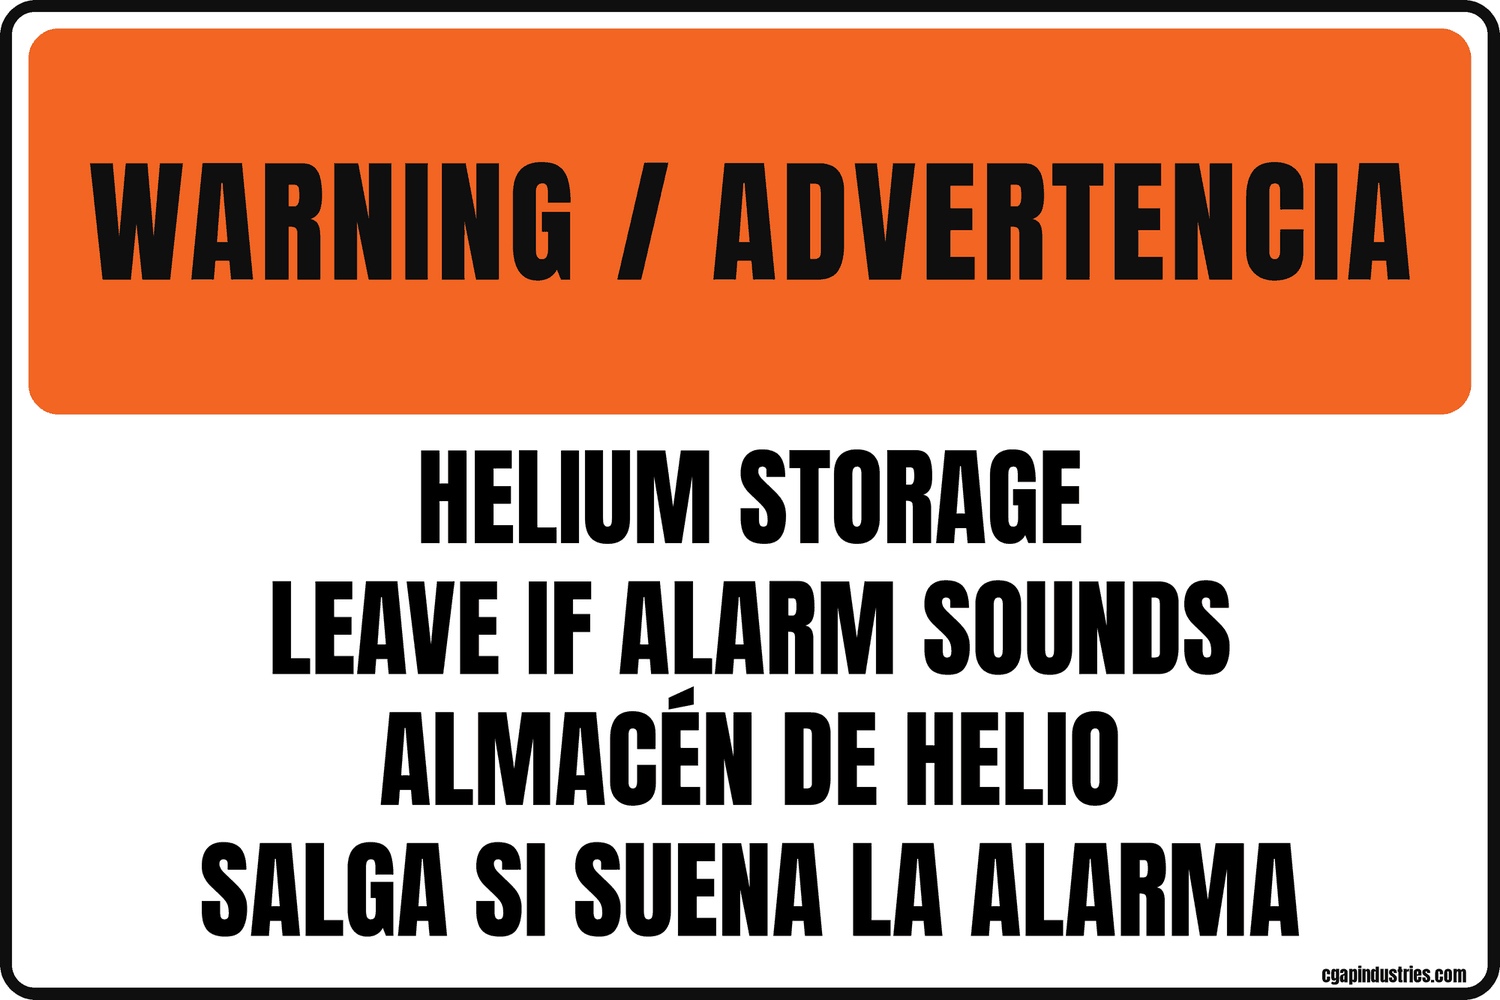 WARNING / ADVERTENCIA
HELIUM STORAGE
LEAVE IF ALARM SOUNDS
ALMACÉN DE HELIO
SALGA SI SUENA LA ALARMA
cgapindustries.com